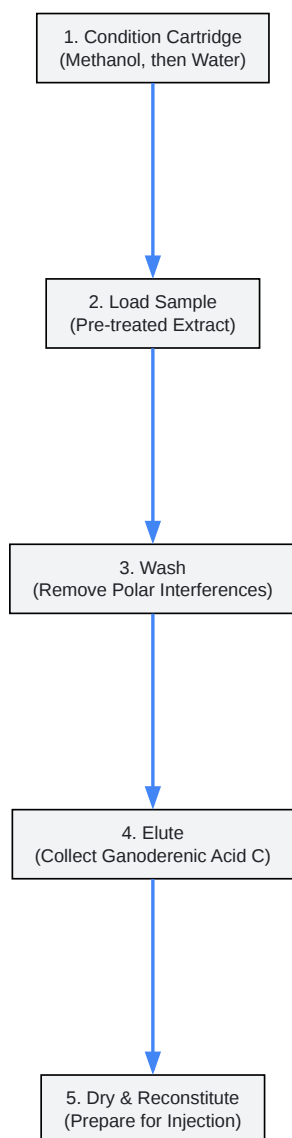 1. Condition Cartridge
(Methanol, then Water)
2. Load Sample
(Pre-treated Extract)
3. Wash
(Remove Polar Interferences)
4. Elute
(Collect Ganoderenic Acid C)
5. Dry & Reconstitute
(Prepare for Injection)